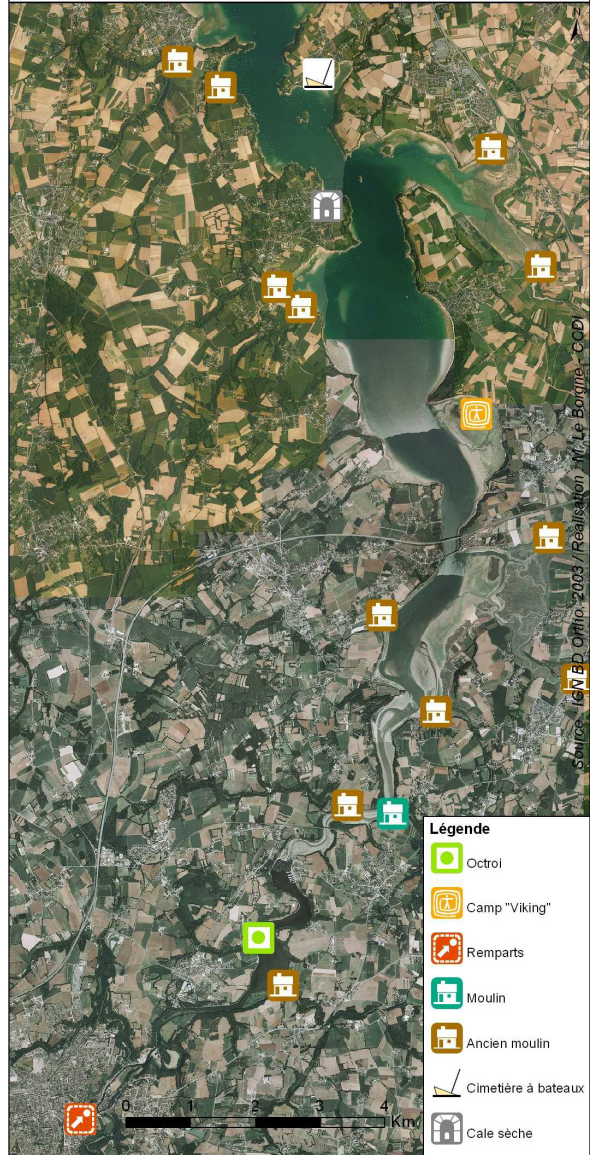 N
Source : IGN BD Ortho, 2003 / Réalisation : M. Le Borgne - CODI
Légende
Octroi
Camp "Viking"
Remparts
Moulin
Ancien moulin
Cimetière à bateaux
Cale sèche
0 1 2 3 4
Km